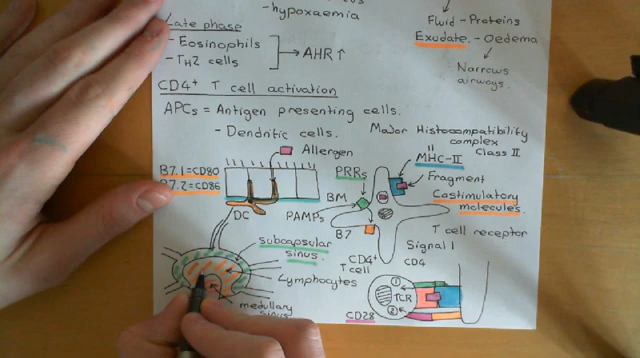 -hypoxaemia
Late phase
- Eosinophils
- TH2 cells
AHR ↑
Fluid - Proteins
Exudate. - Oedema
Narrows
airways.
CD4+ T cell activation
APCs = Antigen presenting cells.
- Dendritic cells.
Major Histocompatibility
complex
Class II
Allergen
B7.1 = CD80
B7.2 = CD86
DC
PAMPs
PRRs
BM
B7
MHC-II
Fragment
Costimulatory
molecules.
T cell receptor
Signal 1
subcapsular
sinus.
Lymphocytes
medullary
sinus
CD4+
T cell
CD4
1
TCR
2
CD28